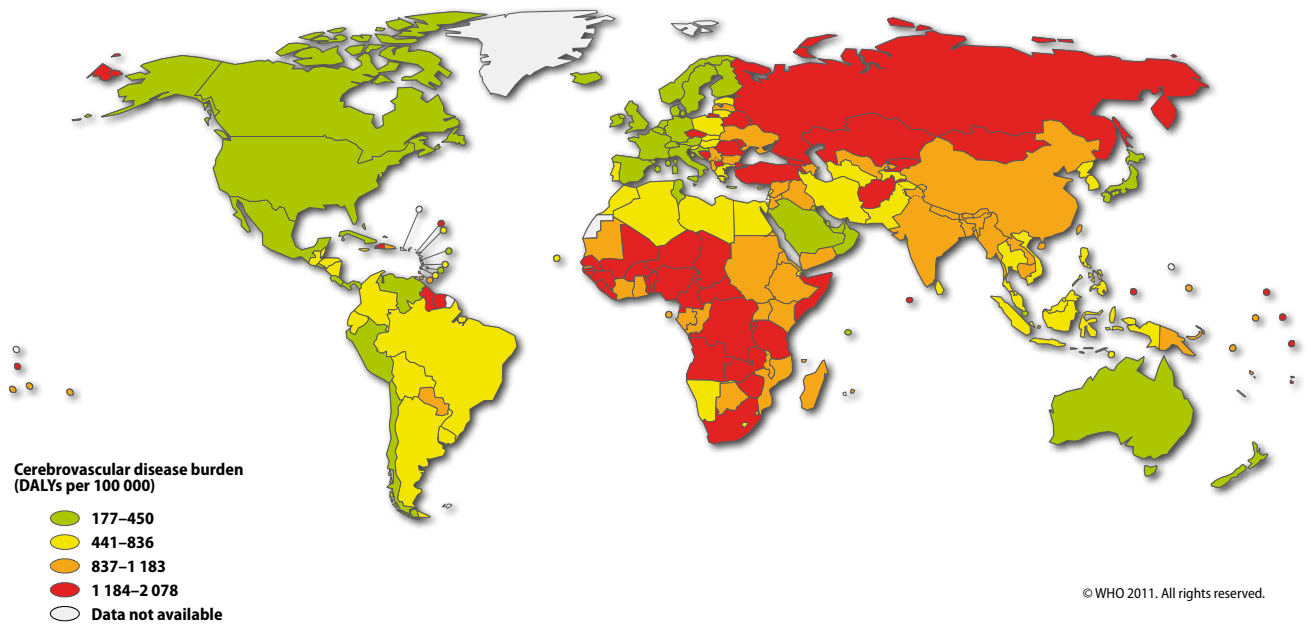 Cerebrovascular disease burden
(DALYs per 100 000)
177–450
441–836
837–1 183
1 184–2 078
Data not available
© WHO 2011. All rights reserved.